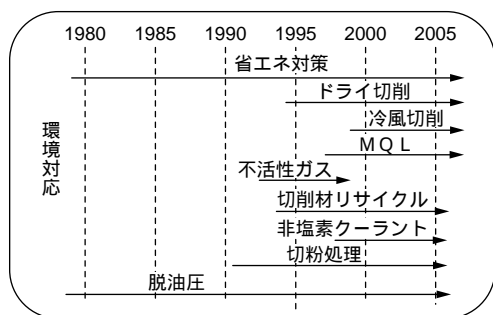 1980 1985 1990 1995 2000 2005
省エネ対策
ドライ切削
冷風切削
ＭＱＬ
不活性ガス
切削材リサイクル
非塩素クーラント
切粉処理
脱油圧
環境対応